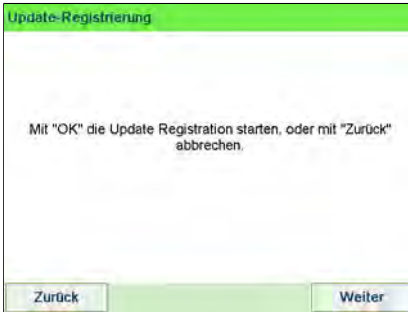 Update-Registrierung
Mit "OK" die Update Registration starten, oder mit "Zurück"
abbrechen.
Zurück
Weiter